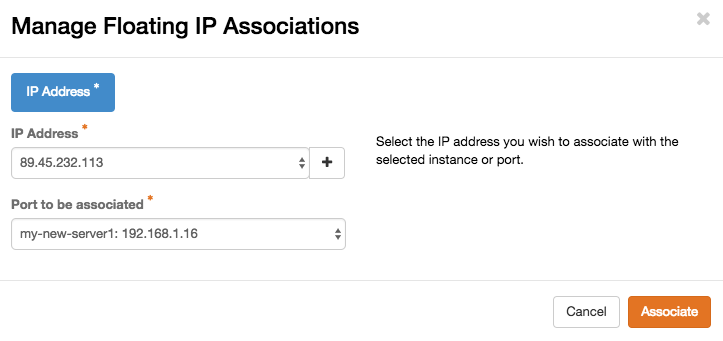 Manage Floating IP Associations
×
IP Address *
IP Address *
89.45.232.113
+
Select the IP address you wish to associate with the
selected instance or port.
Port to be associated *
my-new-server1: 192.168.1.16
Cancel
Associate